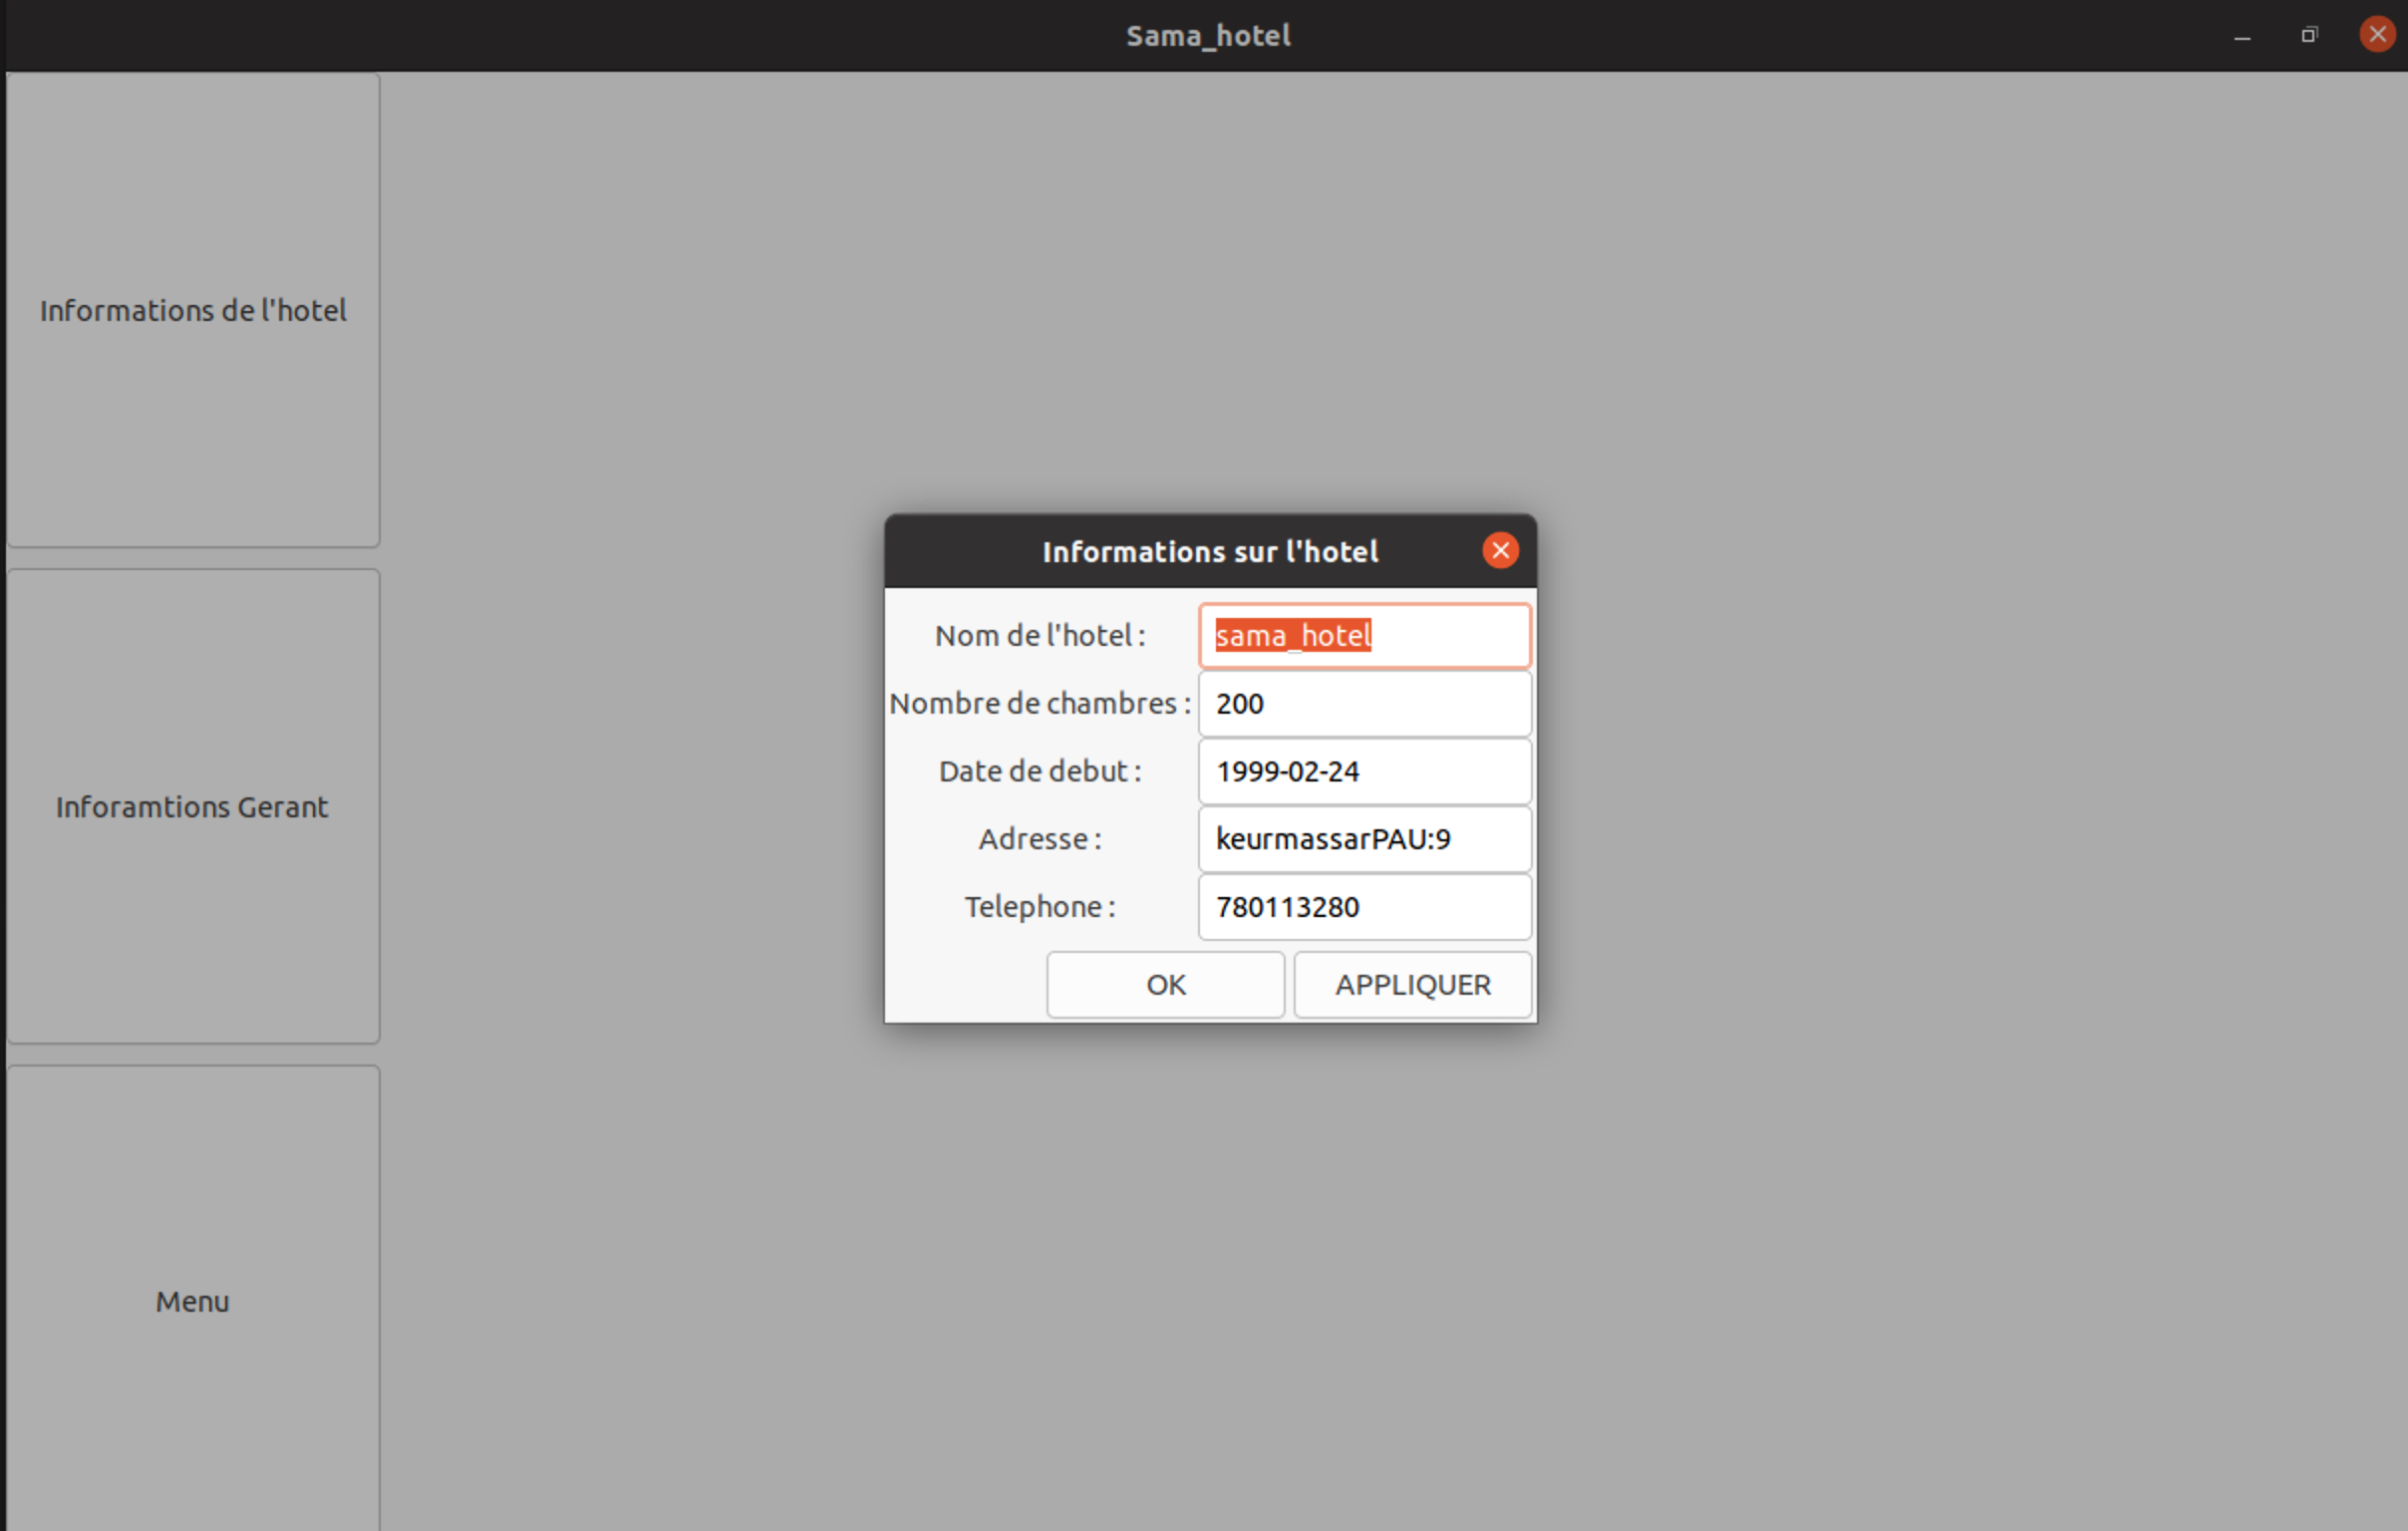 Sama_hotel
Informations de l'hotel
Inforamtions Gerant
Menu
Informations sur l'hotel
Nom de l'hotel : sama_hotel
Nombre de chambres : 200
Date de debut : 1999-02-24
Adresse : keurmassarPAU:9
Telephone : 780113280
OK APPLIQUER